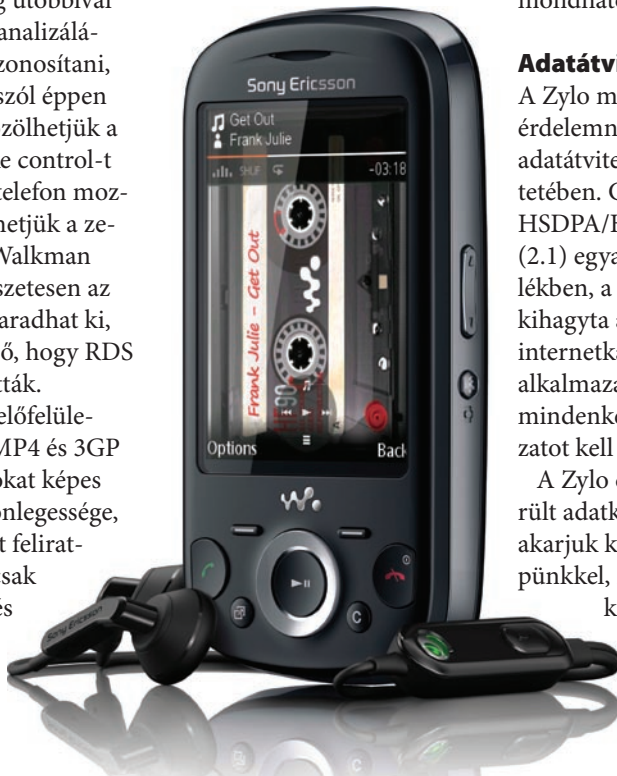 g utóbbival
analizálá-
zonosítani,
szól éppen
zölhetjük a
e control-t
telefon moz-
hetjük a ze-
Walkman
szetesen az
aradhat ki,
ő, hogy RDS
tták.
előfelüle-
MP4 és 3GP
okat képes
onlegessége,
t felirat-
csak
és
Sony Ericsson
Get Out
Frank Julie
SHUF
-03:18
Frank Julie - Get Out
HF90
Options
Back
C
Sony Ericsson
Adatátvi
A Zylo m
érdelemn
adatátvite
tetében. G
HSDPA/H
(2.1) egya
lékben, a
kihagyta a
internetka
alkalmaza
mindenke
zatot kell
A Zylo
rült adatk
akarjuk k
pünkkel,
k